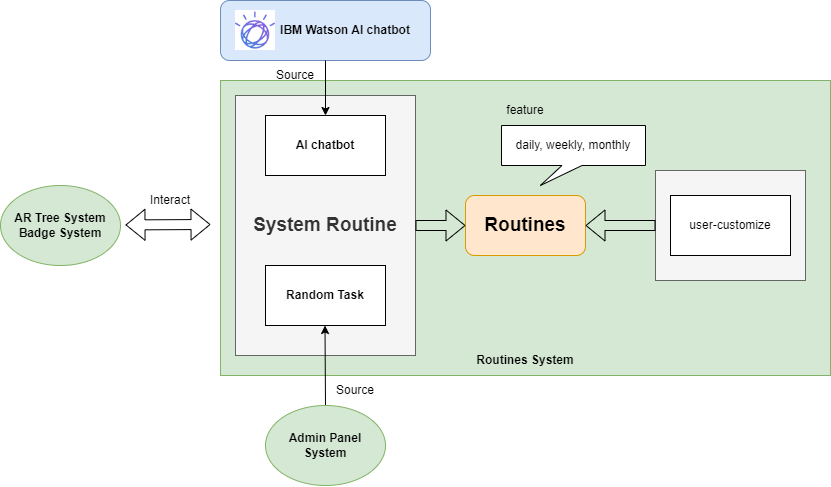 IBM Watson AI chatbot
Source
feature
AI chatbot
daily, weekly, monthly
Interact
AR Tree System
Badge System
System Routine
Routines
user-customize
Random Task
Routines System
Source
Admin Panel
System